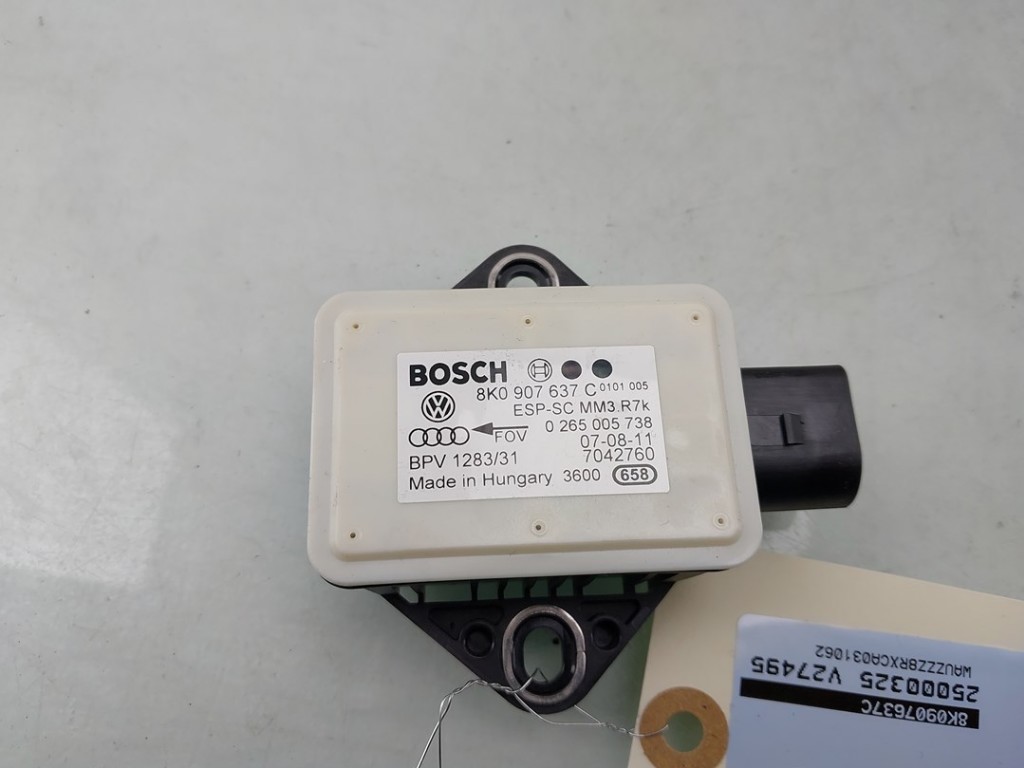 BOSCH
8K0 907 637 C 0101 005
ESP-SC MM3.R7k
0 265 005 738
FOV
07-08-11
BPV 1283/31 7042760
Made in Hungary 3600 658
8K0907637C
25000325 V27495
WAUZZZ8RXCA031062